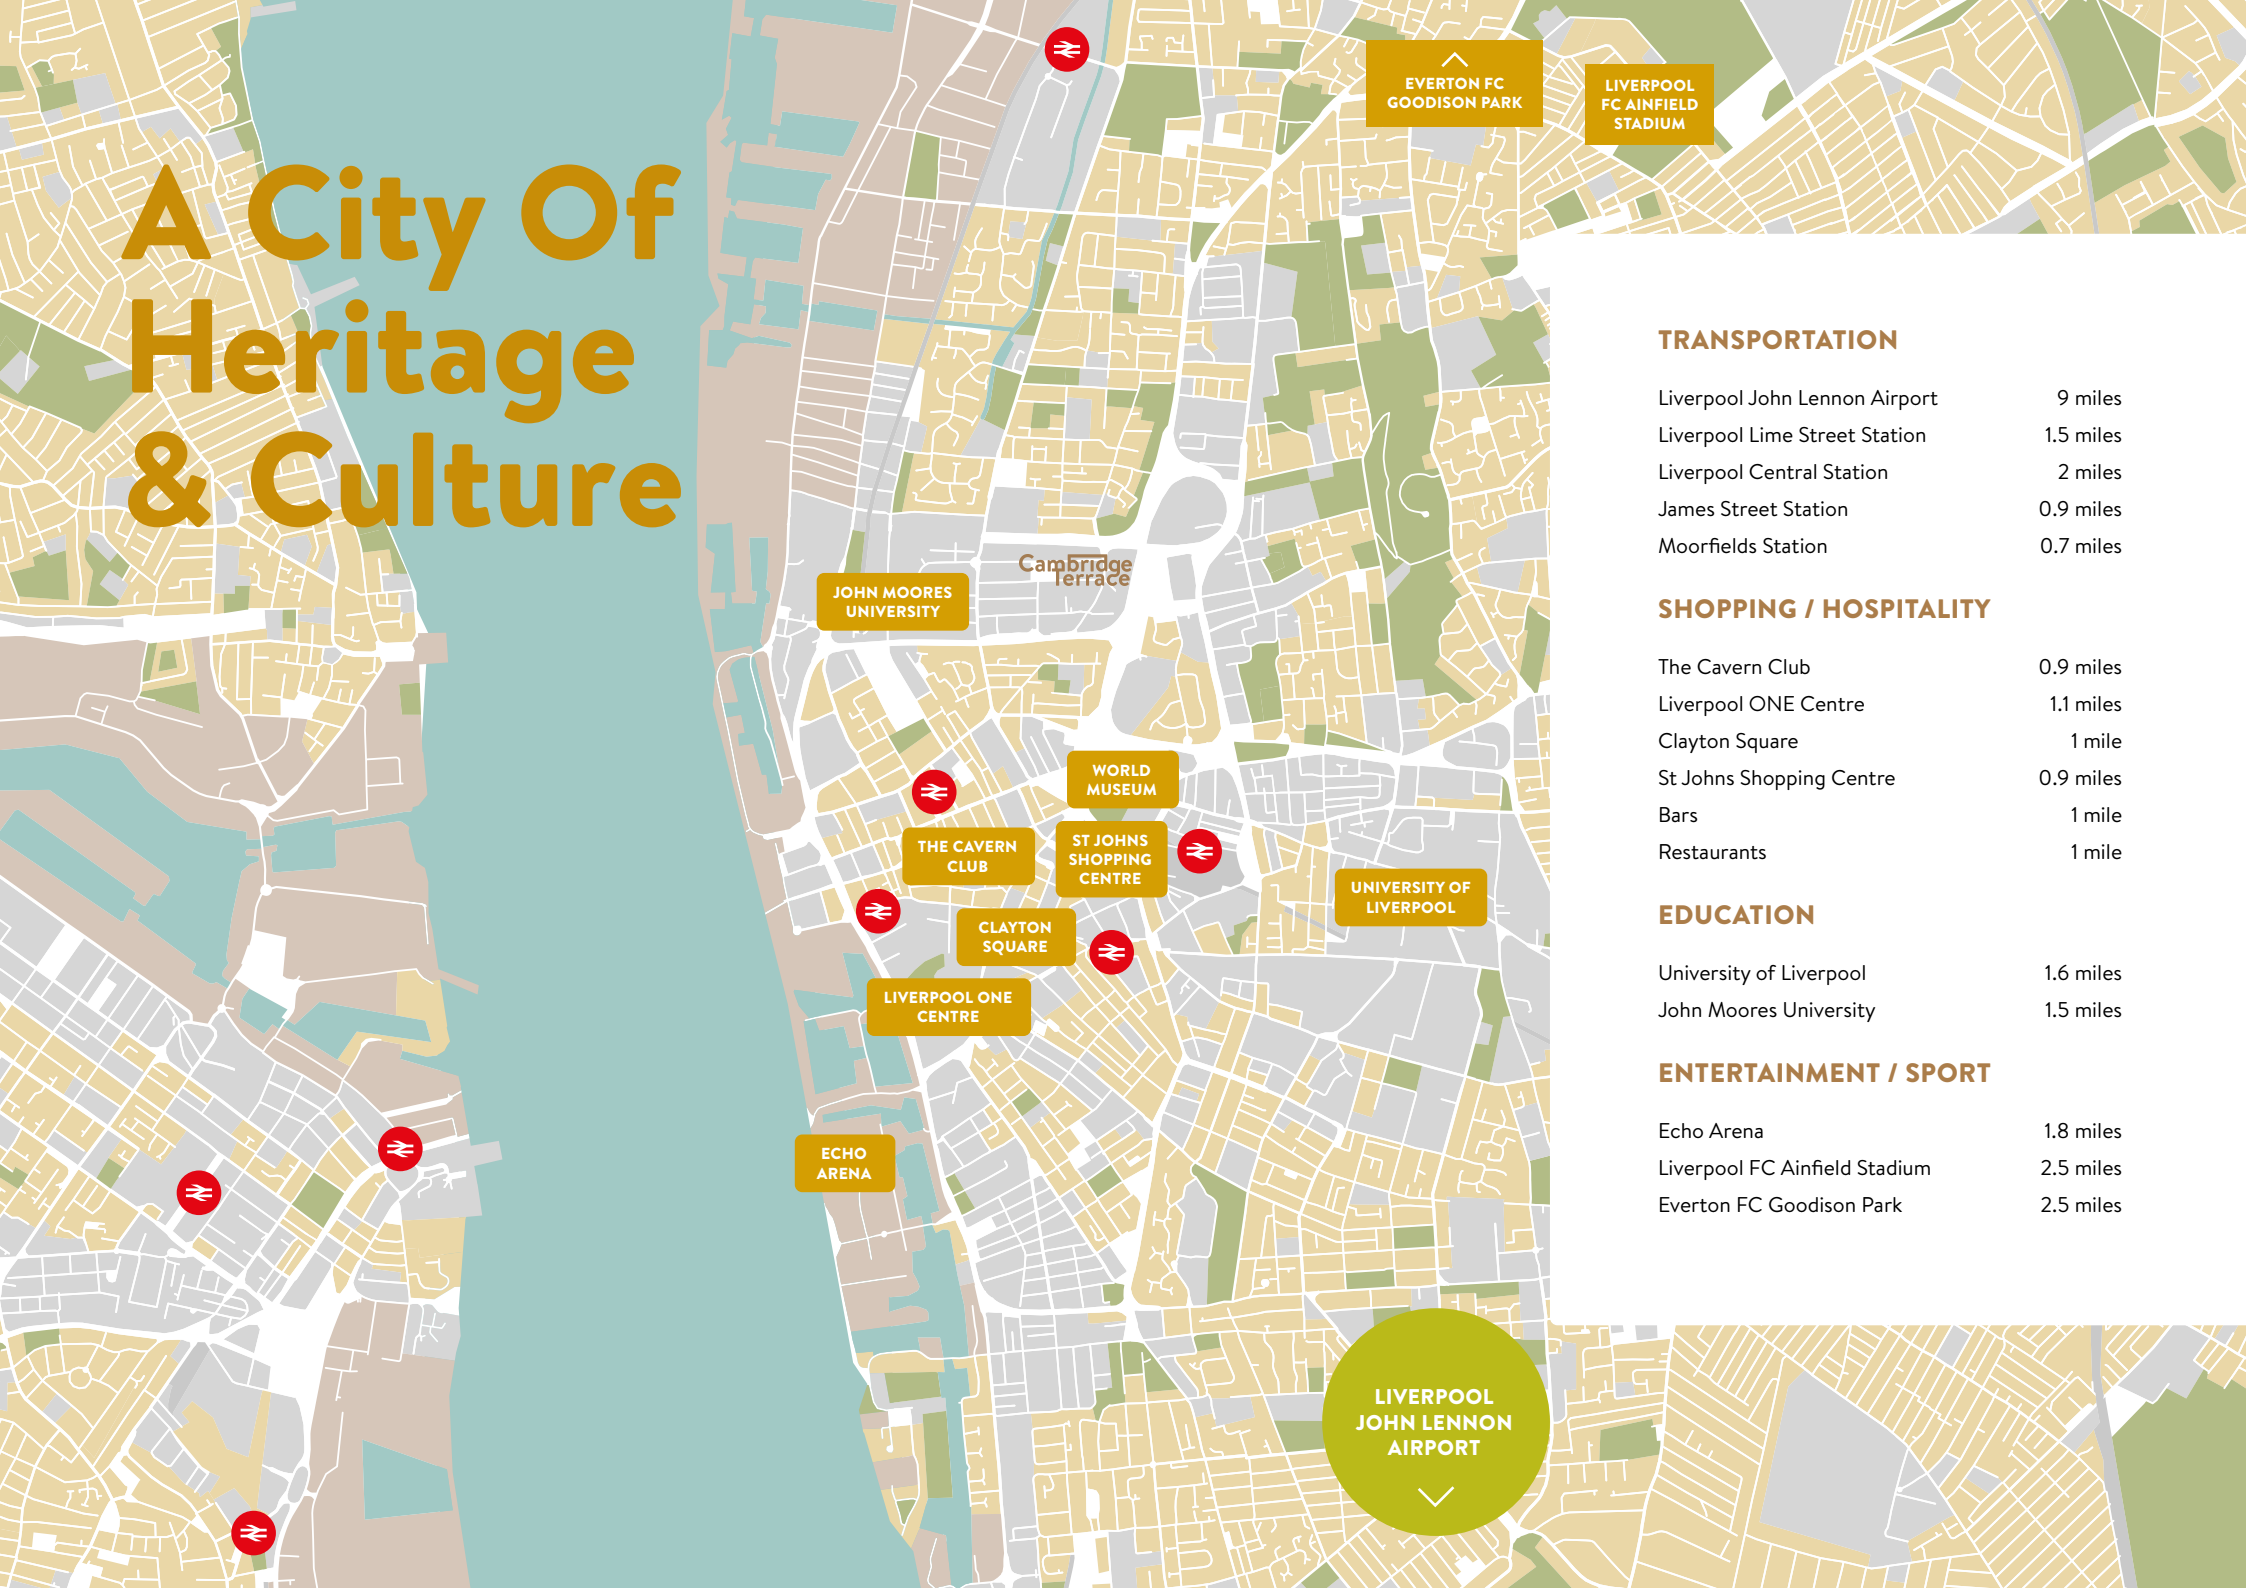 A City Of
Heritage
& Culture
EVERTON FC
GOODISON PARK
LIVERPOOL
FC AINFIELD
STADIUM
Cambridge
Terrace
JOHN MOORES
UNIVERSITY
WORLD
MUSEUM
THE CAVERN
CLUB
ST JOHNS
SHOPPING
CENTRE
UNIVERSITY OF
LIVERPOOL
CLAYTON
SQUARE
LIVERPOOL ONE
CENTRE
ECHO
ARENA
LIVERPOOL
JOHN LENNON
AIRPORT
TRANSPORTATION
Liverpool John Lennon Airport 9 miles
Liverpool Lime Street Station 1.5 miles
Liverpool Central Station 2 miles
James Street Station 0.9 miles
Moorfields Station 0.7 miles
SHOPPING / HOSPITALITY
The Cavern Club 0.9 miles
Liverpool ONE Centre 1.1 miles
Clayton Square 1 mile
St Johns Shopping Centre 0.9 miles
Bars 1 mile
Restaurants 1 mile
EDUCATION
University of Liverpool 1.6 miles
John Moores University 1.5 miles
ENTERTAINMENT / SPORT
Echo Arena 1.8 miles
Liverpool FC Ainfield Stadium 2.5 miles
Everton FC Goodison Park 2.5 miles